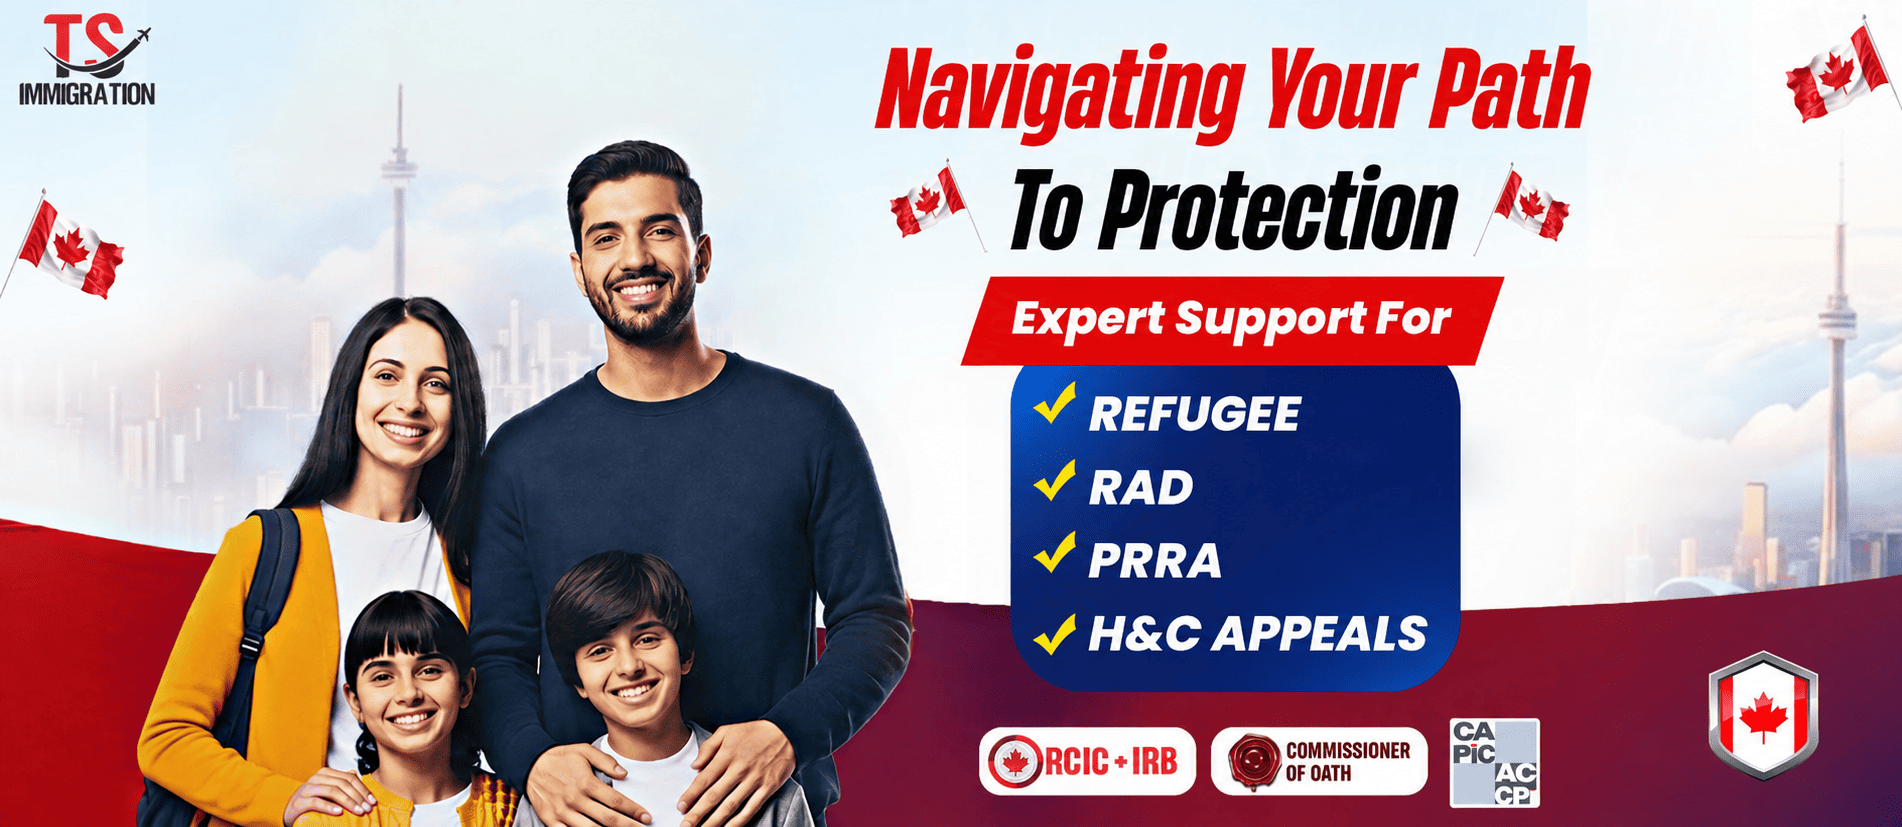 TS
IMMIGRATION
Navigating Your Path
To Protection
Expert Support For
REFUGEE
RAD
PRRA
H&C APPEALS
RCIC + IRB
COMMISSIONER
OF OATH
CA
PiC
AC
CP